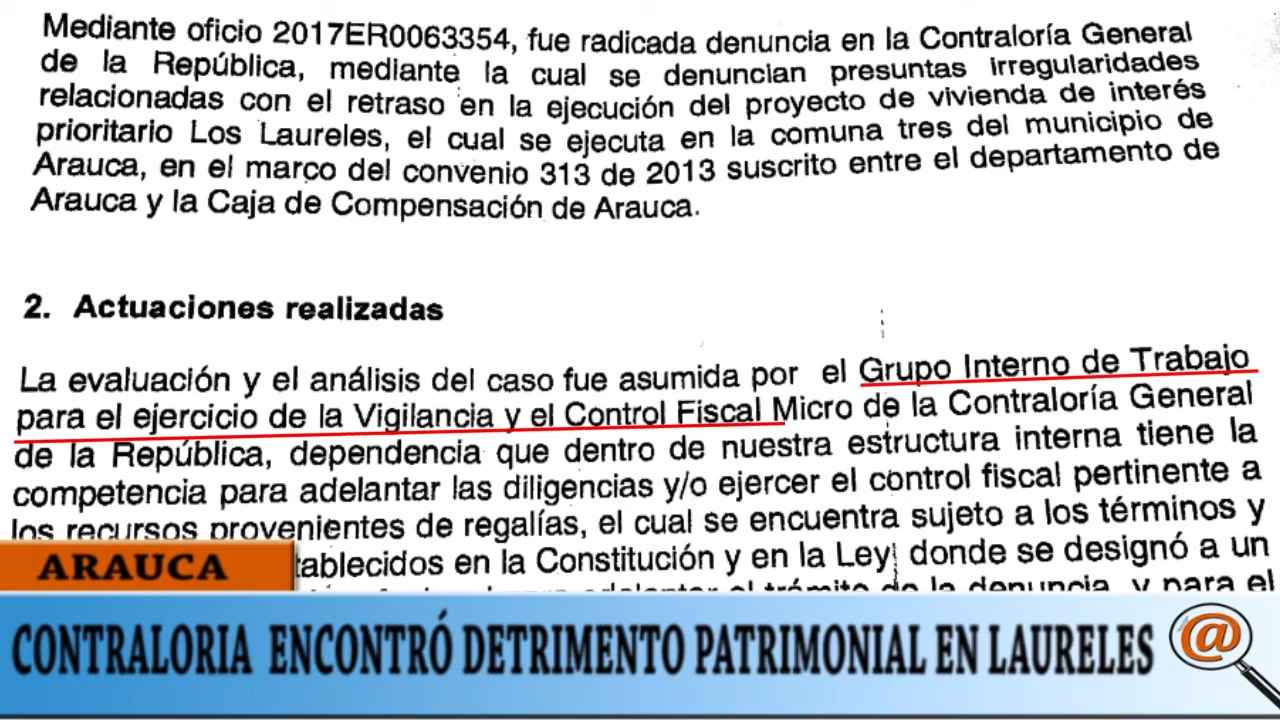 Mediante oficio 2017ER0063354, fue radicada denuncia en la Contraloría General
de la República, mediante la cual se denuncian presuntas irregularidades
relacionadas con el retraso en la ejecución del proyecto de vivienda de interés
prioritario Los Laureles, el cual se ejecuta en la comuna tres del municipio de
Arauca, en el marco del convenio 313 de 2013 suscrito entre el departamento de
Arauca y la Caja de Compensación de Arauca.
2. Actuaciones realizadas
La evaluación y el análisis del caso fue asumida por el Grupo Interno de Trabajo
para el ejercicio de la Vigilancia y el Control Fiscal Micro de la Contraloría General
de la República, dependencia que dentro de nuestra estructura interna tiene la
competencia para adelantar las diligencias y/o ejercer el control fiscal pertinente a
los recursos provenientes de regalías, el cual se encuentra sujeto a los términos y
tablecidos en la Constitución y en la Ley donde se designó a un
el trámite de la denuncia, y para el
ARAUCA
CONTRALORIA ENCONTRÓ DETRIMENTO PATRIMONIAL EN LAURELES
@